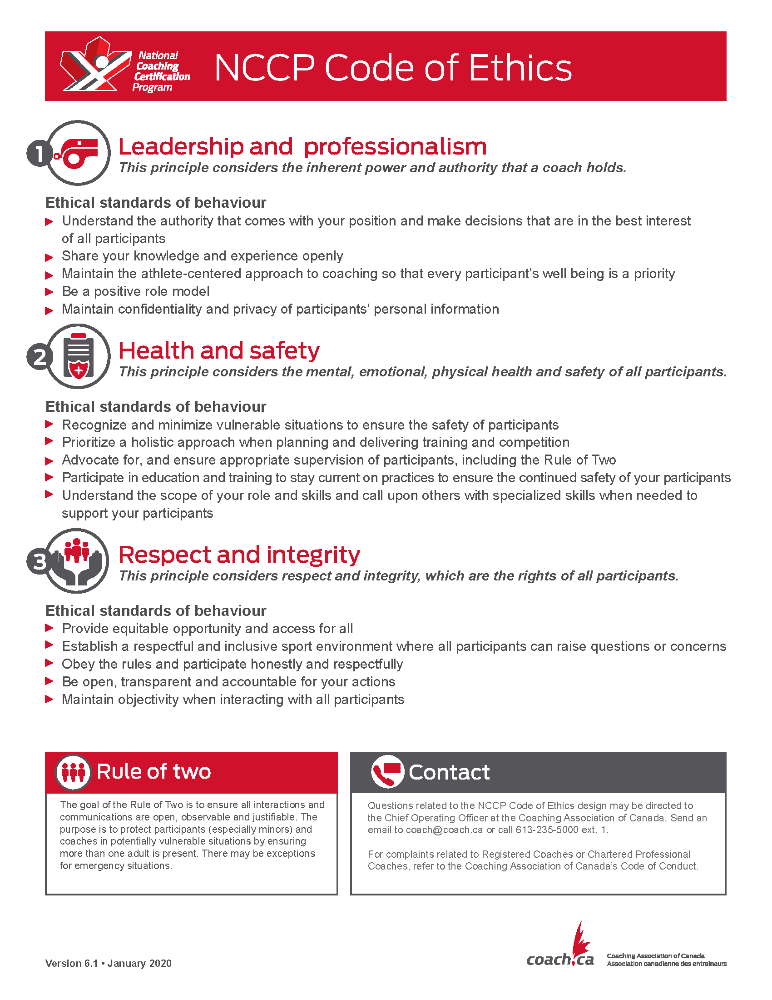 National
Coaching
Certification
Program
NCCP Code of Ethics
1
Leadership and professionalism
This principle considers the inherent power and authority that a coach holds.
Ethical standards of behaviour
Understand the authority that comes with your position and make decisions that are in the best interest
of all participants
Share your knowledge and experience openly
Maintain the athlete-centered approach to coaching so that every participant’s well being is a priority
Be a positive role model
Maintain confidentiality and privacy of participants’ personal information
2
Health and safety
This principle considers the mental, emotional, physical health and safety of all participants.
Ethical standards of behaviour
Recognize and minimize vulnerable situations to ensure the safety of participants
Prioritize a holistic approach when planning and delivering training and competition
Advocate for, and ensure appropriate supervision of participants, including the Rule of Two
Participate in education and training to stay current on practices to ensure the continued safety of your participants
Understand the scope of your role and skills and call upon others with specialized skills when needed to
support your participants
3
Respect and integrity
This principle considers respect and integrity, which are the rights of all participants.
Ethical standards of behaviour
Provide equitable opportunity and access for all
Establish a respectful and inclusive sport environment where all participants can raise questions or concerns
Obey the rules and participate honestly and respectfully
Be open, transparent and accountable for your actions
Maintain objectivity when interacting with all participants
Rule of two
The goal of the Rule of Two is to ensure all interactions and
communications are open, observable and justifiable. The
purpose is to protect participants (especially minors) and
coaches in potentially vulnerable situations by ensuring
more than one adult is present. There may be exceptions
for emergency situations.
Contact
Questions related to the NCCP Code of Ethics design may be directed to
the Chief Operating Officer at the Coaching Association of Canada. Send an
email to coach@coach.ca or call 613-235-5000 ext. 1.
For complaints related to Registered Coaches or Chartered Professional
Coaches, refer to the Coaching Association of Canada’s Code of Conduct.
Version 6.1 • January 2020
coach.ca
Coaching Association of Canada
Association canadienne des entraîneurs